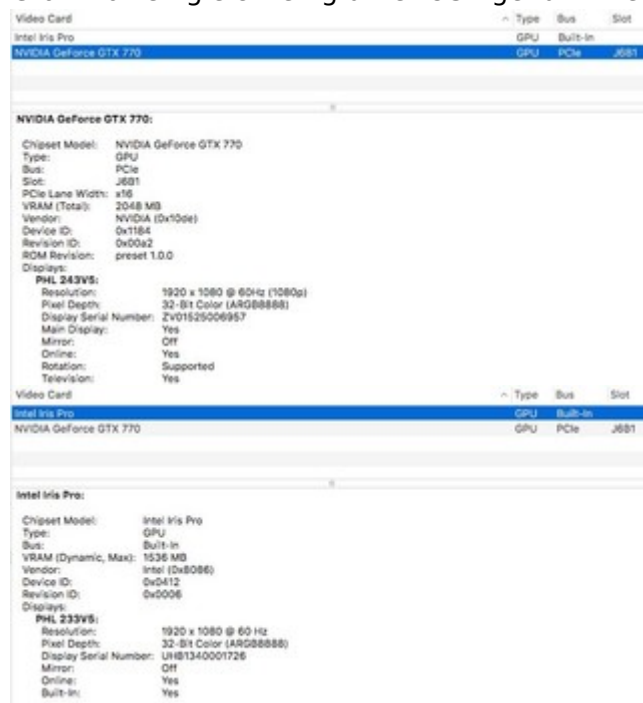 Video Card Type Bus Slot
Intel Iris Pro GPU Built-In
NVIDIA GeForce GTX 770 GPU PCIe J6B1
NVIDIA GeForce GTX 770:
Chipset Model: NVIDIA GeForce GTX 770
Type: GPU
Bus: PCIe
Slot: J6B1
PCIe Lane Width: x16
VRAM (Total): 2048 MB
Vendor: NVIDIA (0x10de)
Device ID: 0x1184
Revision ID: 0x00a2
ROM Revision: preset 1.0.0
Displays:
PHL 243V5:
Resolution: 1920 x 1080 @ 60Hz (1080p)
Pixel Depth: 32-Bit Color (ARGB8888)
Display Serial Number: ZV01525006957
Main Display: Yes
Mirror: Off
Online: Yes
Rotation: Supported
Television: Yes
Video Card Type Bus Slot
Intel Iris Pro GPU Built-In
NVIDIA GeForce GTX 770 GPU PCIe J6B1
Intel Iris Pro:
Chipset Model: Intel Iris Pro
Type: GPU
Bus: Built-In
VRAM (Dynamic, Max): 1536 MB
Vendor: Intel (0x8086)
Device ID: 0x0412
Revision ID: 0x0006
Displays:
PHL 233V5:
Resolution: 1920 x 1080 @ 60 Hz
Pixel Depth: 32-Bit Color (ARGB8888)
Display Serial Number: UHB1340001726
Mirror: Off
Online: Yes
Built-In: Yes